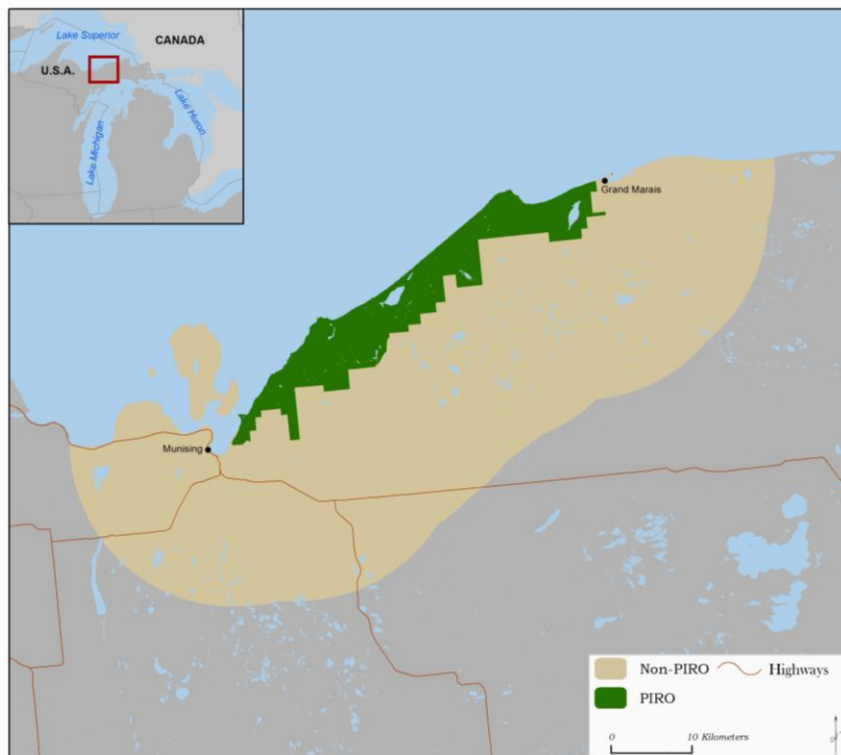 Lake Superior
CANADA
U.S.A.
Lake Michigan
Lake Huron
Grand Marais
Munising
Non-PIRO
Highways
PIRO
0
10 Kilometers